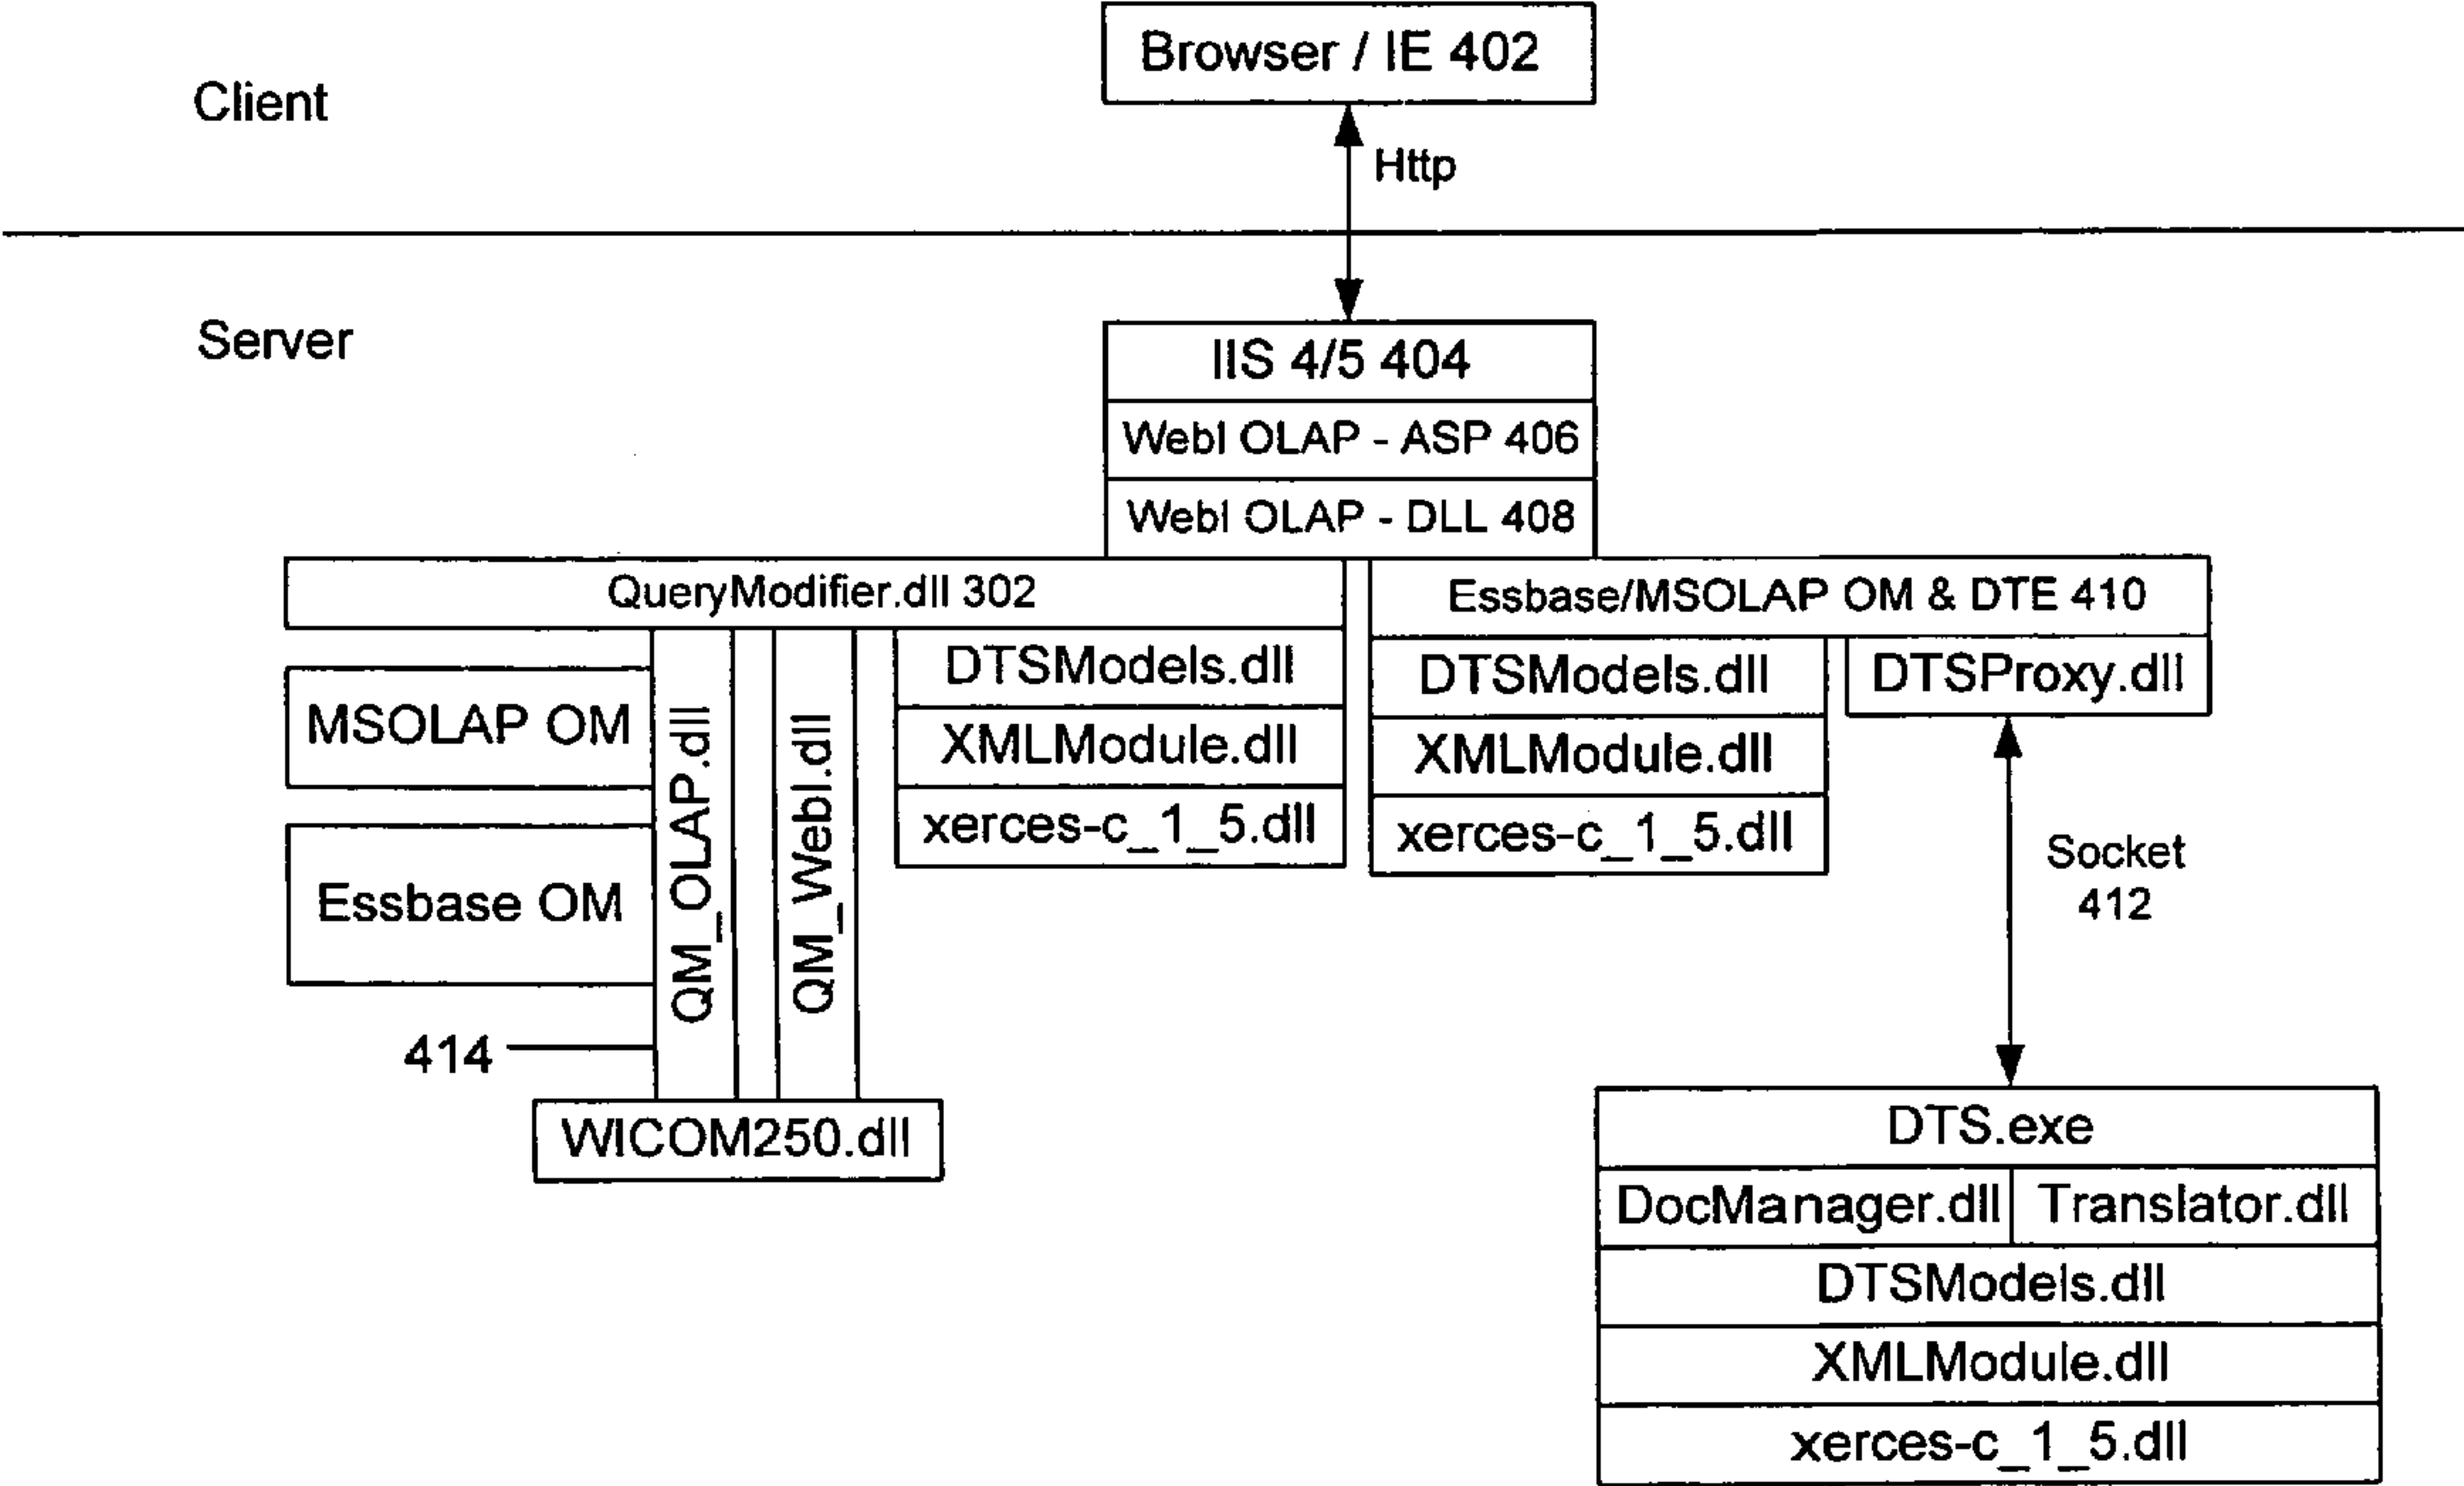 Browser / IE 402
Client
Http
Server
IIS 4/5 404
WebI OLAP - ASP 406
WebI OLAP - DLL 408
QueryModifier.dll 302
Essbase/MSOLAP OM & DTE 410
DTSModels.dll
DTSModels.dll
DTSProxy.dll
MSOLAP OM
QM_OLAP.dll
QM_WebI.dll
XMLModule.dll
XMLModule.dll
xerces-c_1_5.dll
xerces-c_1_5.dll
Essbase OM
Socket
412
414
WICOM250.dll
DTS.exe
DocManager.dll
Translator.dll
DTSModels.dll
XMLModule.dll
xerces-c_1_5.dll